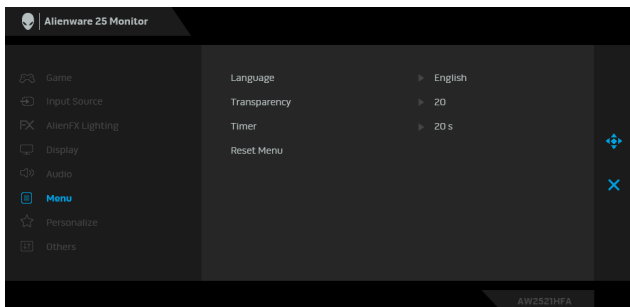 Alienware 25 Monitor
Game
Input Source
AlienFX Lighting
Display
Audio
Menu
Personalize
Others
Language English
Transparency 20
Timer 20 s
Reset Menu
AW2521HFA